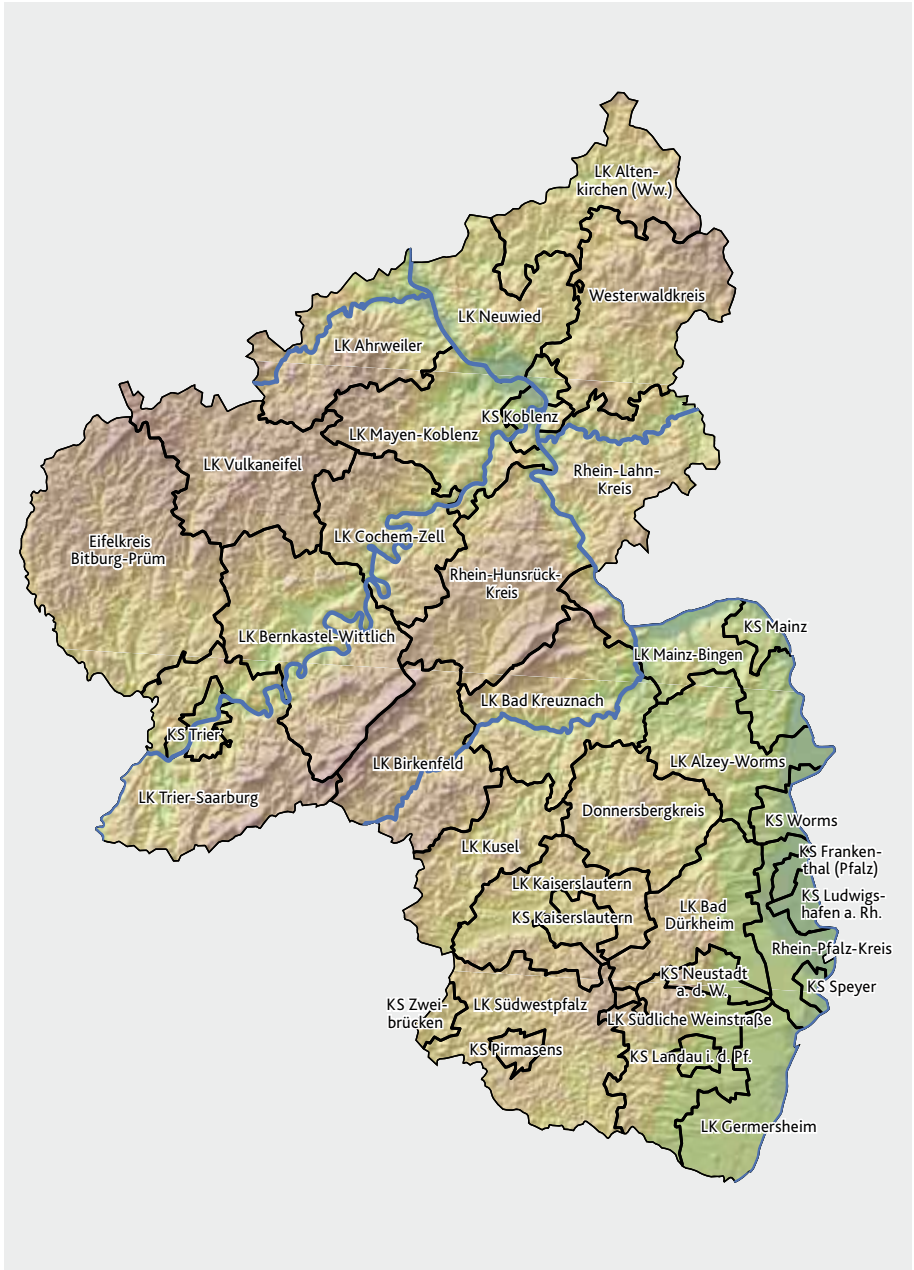 LK Alten-
kirchen (Ww.)
Westerwaldkreis
LK Neuwied
LK Ahrweiler
KS Koblenz
LK Mayen-Koblenz
LK Vulkaneifel
Rhein-Lahn-
Kreis
LK Cochem-Zell
Eifelkreis
Bitburg-Prüm
Rhein-Hunsrück-
Kreis
KS Mainz
LK Bernkastel-Wittlich
LK Mainz-Bingen
LK Bad Kreuznach
KS Trier
LK Birkenfeld
LK Alzey-Worms
LK Trier-Saarburg
Donnersbergkreis
KS Worms
LK Kusel
KS Franken-
thal (Pfalz)
LK Kaiserslautern
KS Ludwigs-
hafen a. Rh.
LK Bad
Dürkheim
KS Kaiserslautern
Rhein-Pfalz-Kreis
KS Neustadt
a. d. W.
KS Speyer
KS Zwei-
brücken
LK Südwestpfalz
LK Südliche Weinstraße
KS Pirmasens
KS Landau i. d. Pf.
LK Germersheim